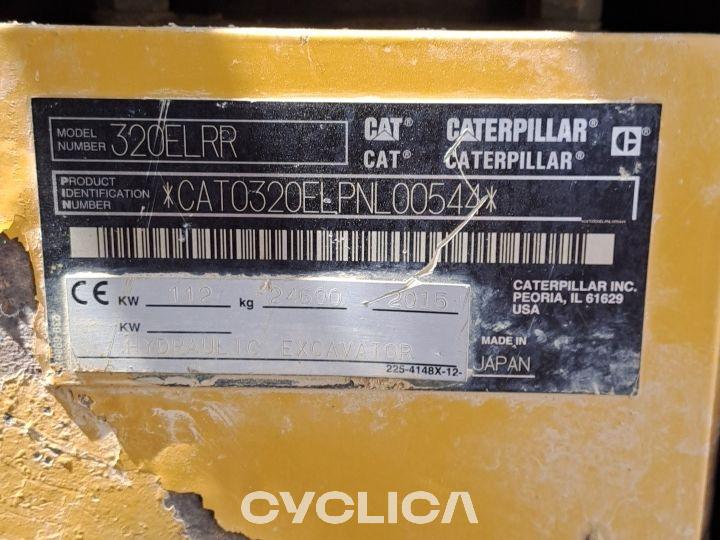 MODEL NUMBER 320ELRR
CAT® CATERPILLAR® C®
CAT® CATERPILLAR®
PRODUCT IDENTIFICATION NUMBER *CAT0320ELPNL00544*
CE KW 112 kg 24600 2015
KW
HYDRAULIC EXCAVATOR
225-4148X-12-
CATERPILLAR INC.
PEORIA, IL 61629
USA
MADE IN JAPAN
CYCLICA